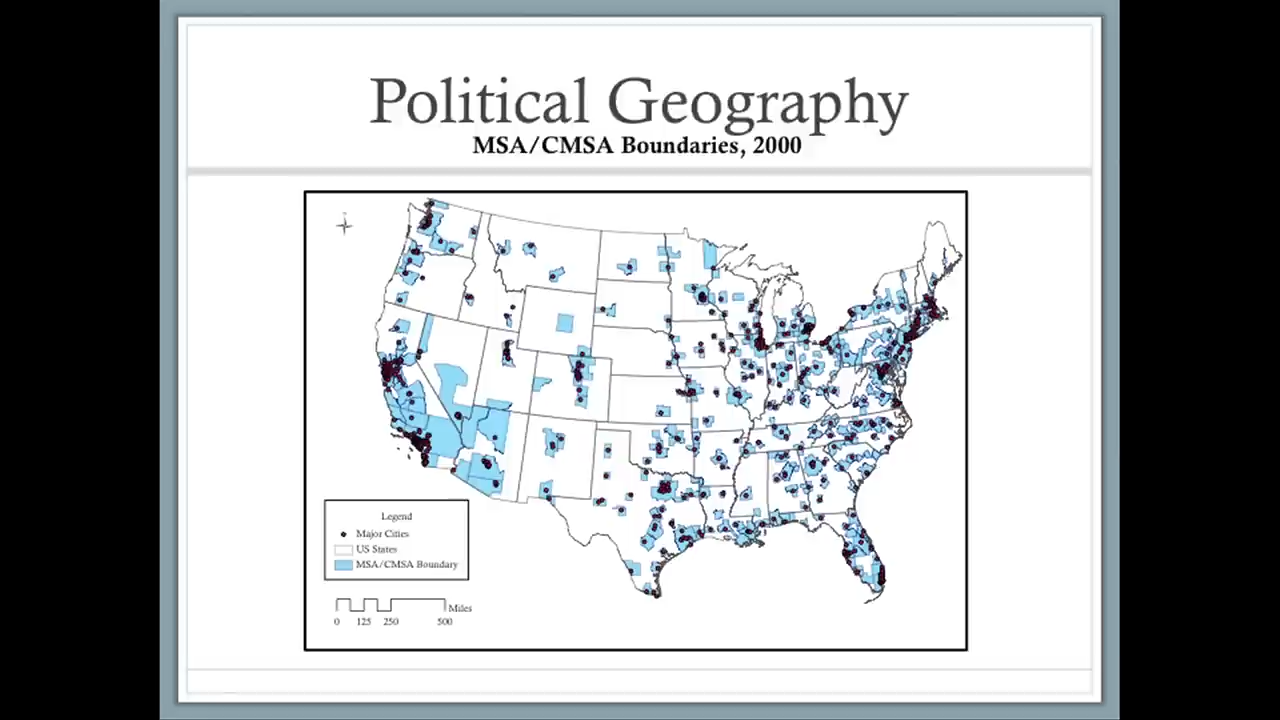 Political Geography
MSA/CMSA Boundaries, 2000
Legend
Major Cities
US States
MSA/CMSA Boundary
Miles
0 125 250 500